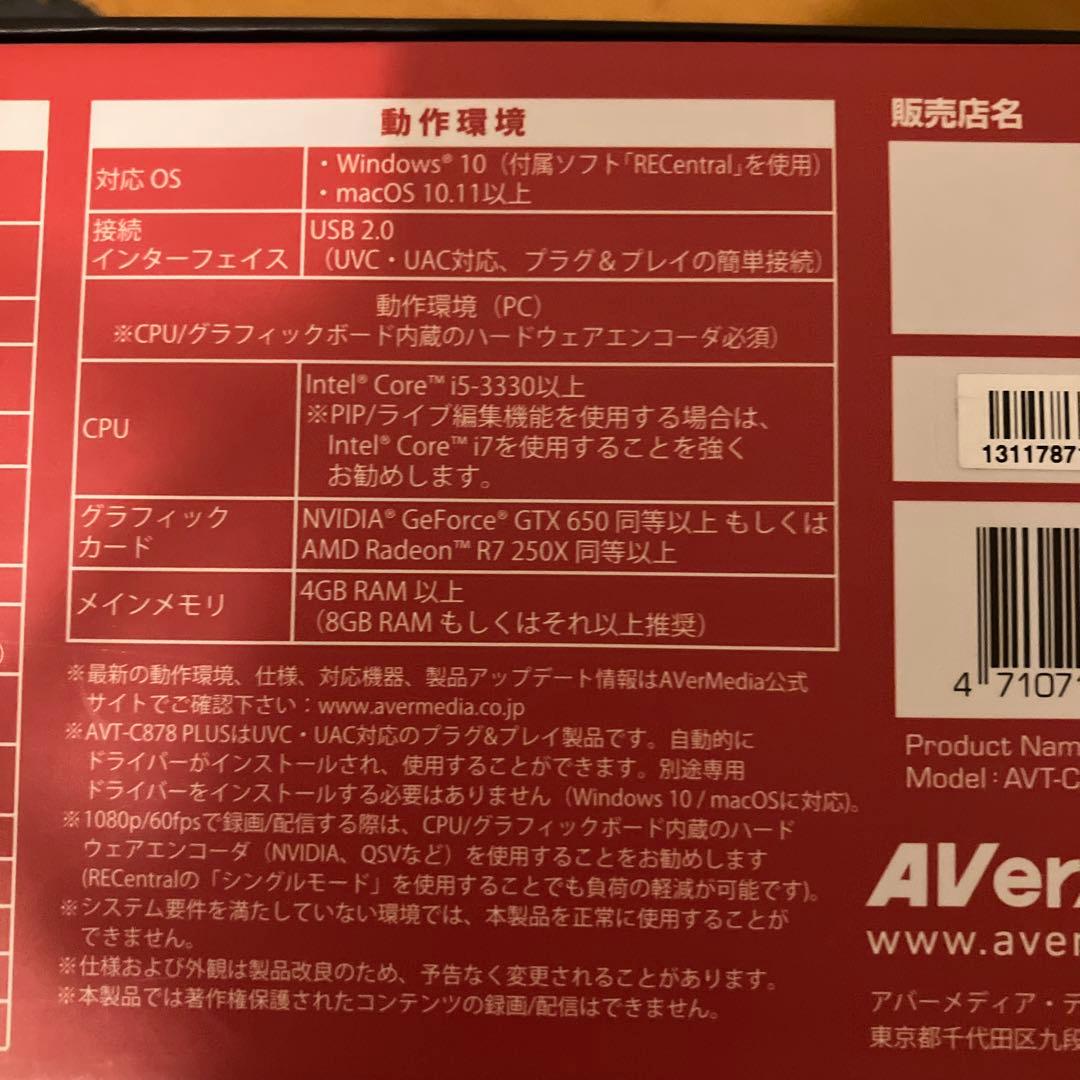 動作環境
対応 OS
・Windows® 10（付属ソフト「RECentral」を使用）
・macOS 10.11以上
接続
インターフェイス
USB 2.0
（UVC・UAC対応、プラグ＆プレイの簡単接続）
動作環境（PC）
※CPU/グラフィックボード内蔵のハードウェアエンコーダ必須）
CPU
Intel® Core™ i5-3330以上
※PIP/ライブ編集機能を使用する場合は、
Intel® Core™ i7を使用することを強く
お勧めします。
グラフィック
カード
NVIDIA® GeForce® GTX 650 同等以上 もしくは
AMD Radeon™ R7 250X 同等以上
メインメモリ
4GB RAM 以上
（8GB RAM もしくはそれ以上推奨）
※最新の動作環境、仕様、対応機器、製品アップデート情報はAVerMedia公式
サイトでご確認下さい：www.avermedia.co.jp
※AVT-C878 PLUSはUVC・UAC対応のプラグ&プレイ製品です。自動的に
ドライバーがインストールされ、使用することができます。別途専用
ドライバーをインストールする必要はありません（Windows 10 / macOSに対応)。
※1080p/60fpsで録画/配信する際は、CPU/グラフィックボード内蔵のハード
ウェアエンコーダ（NVIDIA、QSVなど）を使用することをお勧めします
(RECentralの「シングルモード」を使用することでも負荷の軽減が可能です)。
※システム要件を満たしていない環境では、本製品を正常に使用することが
できません。
※仕様および外観は製品改良のため、予告なく変更されることがあります。
※本製品では著作権保護されたコンテンツの録画/配信はできません。
）
販売店名
1311787
4 71071
Product Nam
Model : AVT-C
AVer
www.aver
アバーメディア・テ
東京都千代田区九段